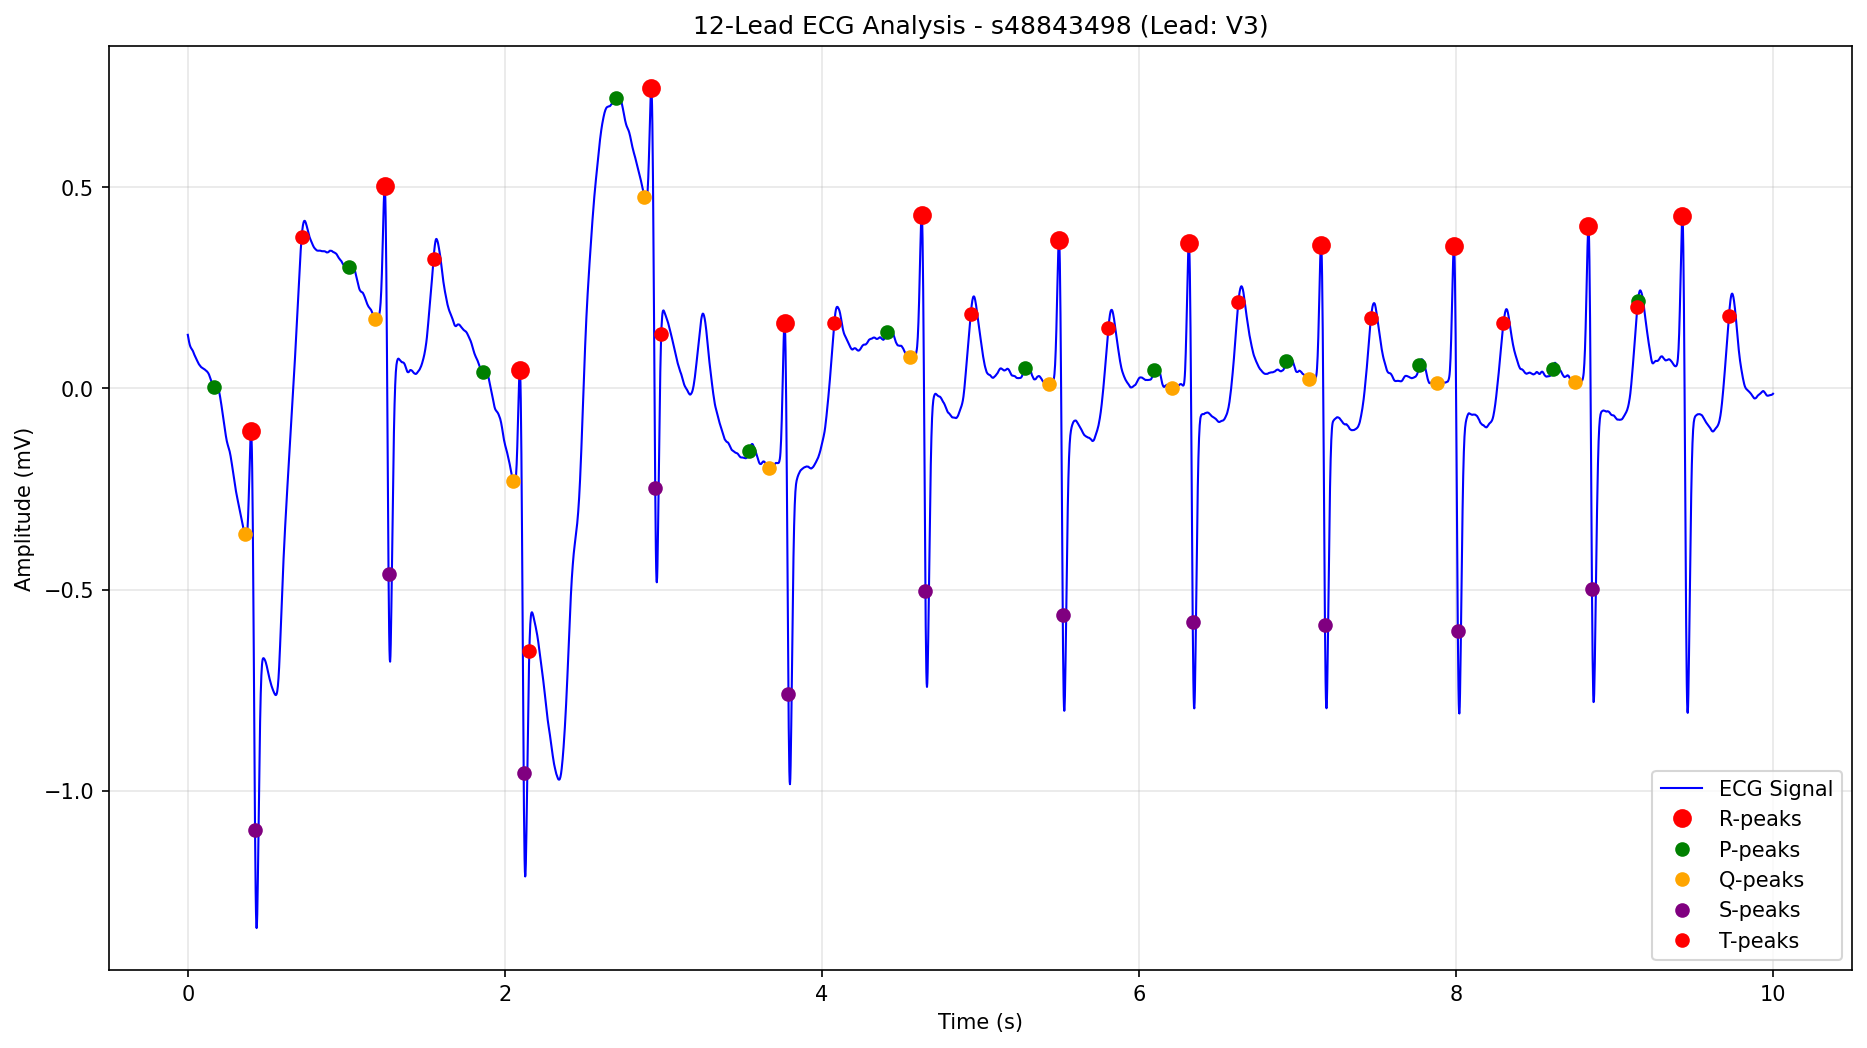 12-Lead ECG Analysis - s48843498 (Lead: V3)
Amplitude (mV)
0.5
0.0
−0.5
−1.0
0
2
4
6
8
10
Time (s)
ECG Signal
R-peaks
P-peaks
Q-peaks
S-peaks
T-peaks